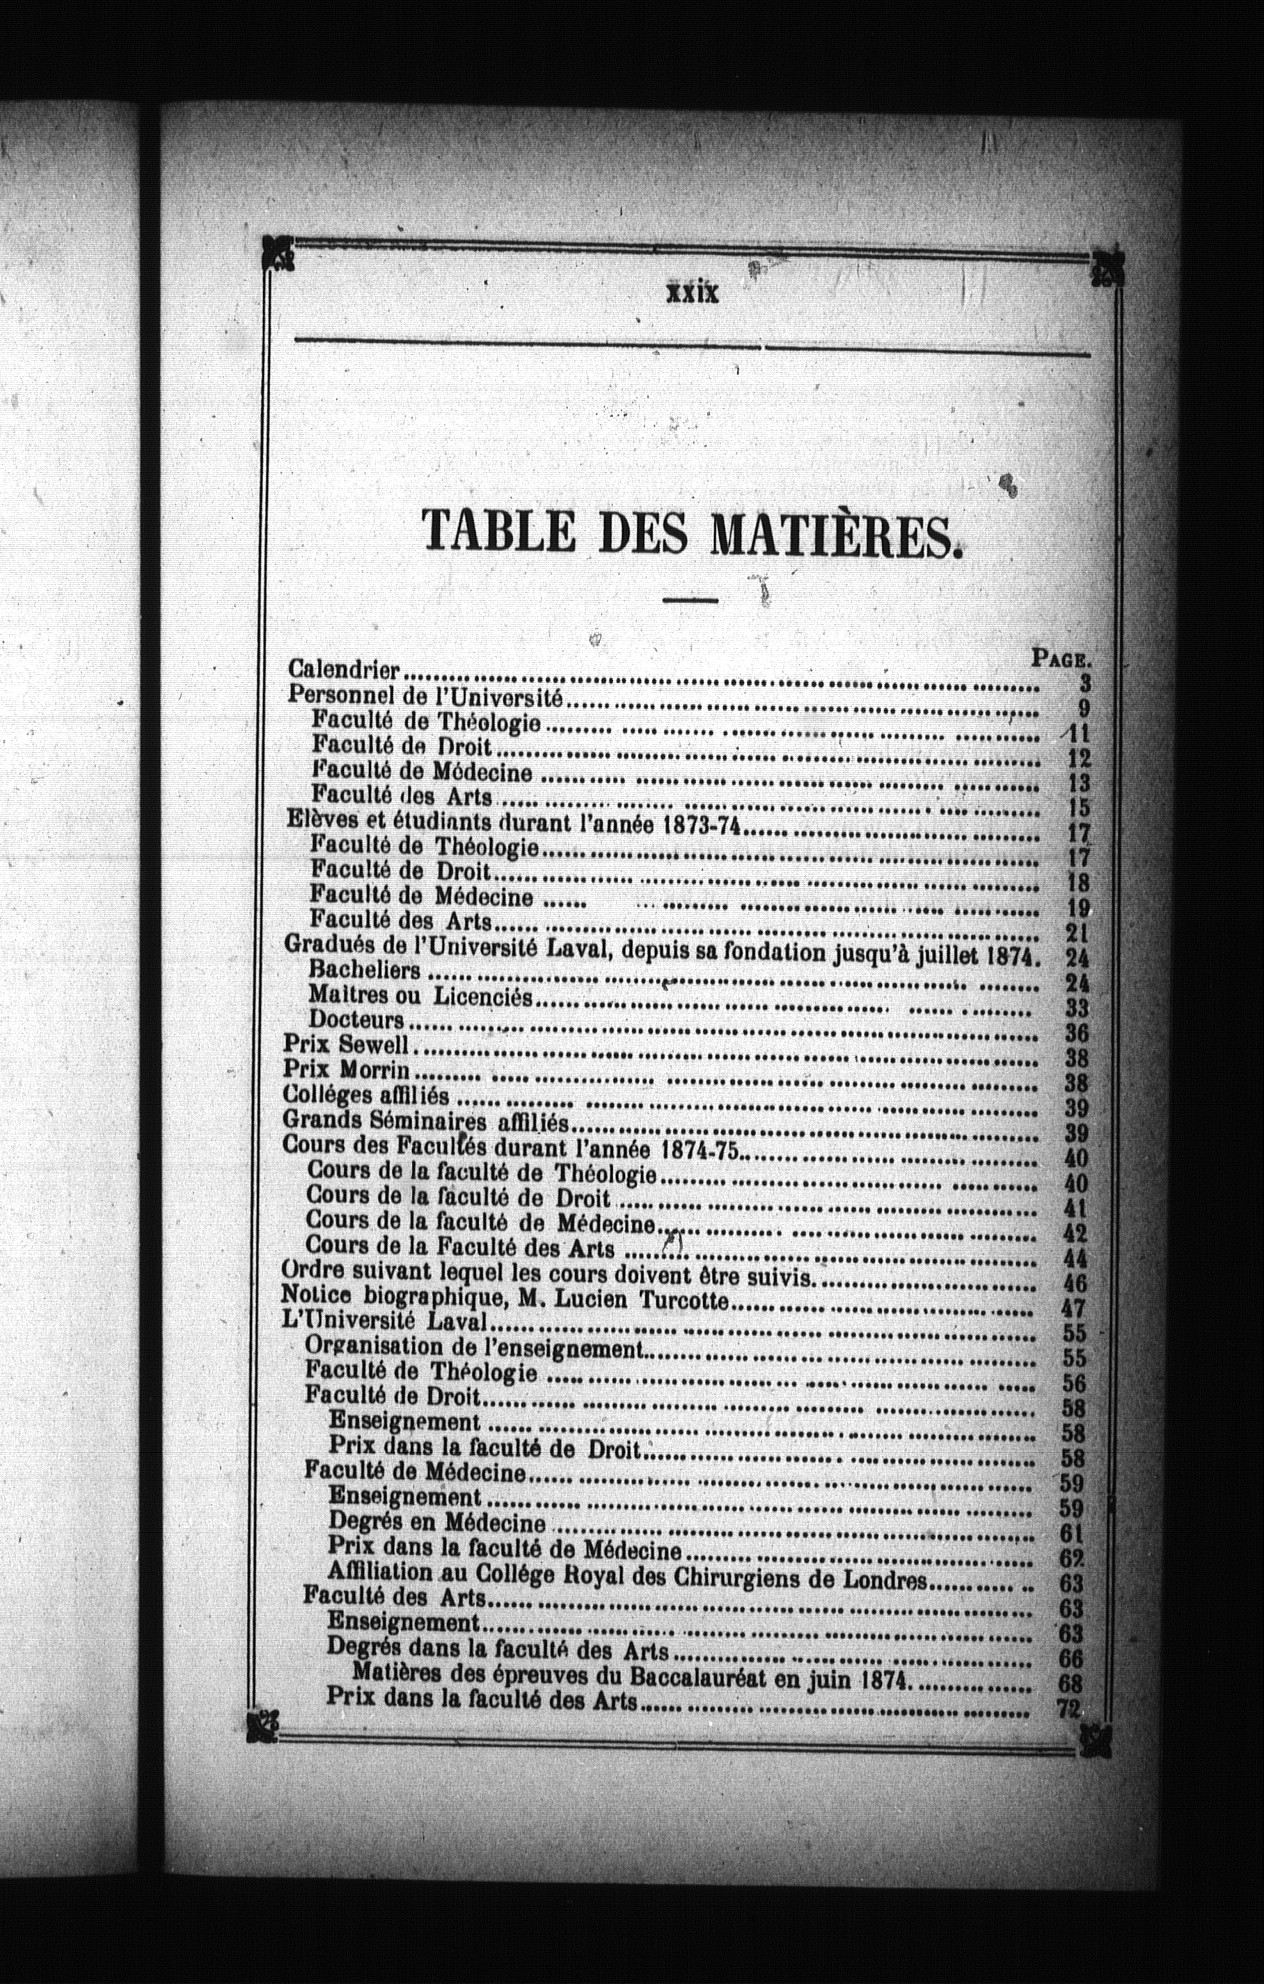 xxix
TABLE DES MATIÈRES.
PAGE.
Calendrier 3
Personnel de l'Université 9
Faculté de Théologie 11
Faculté de Droit 12
Faculté de Médecine 13
Faculté des Arts 15
Elèves et étudiants durant l'année 1873-74 17
Faculté de Théologie 17
Faculté de Droit 18
Faculté de Médecine 19
Faculté des Arts 21
Gradués de l'Université Laval, depuis sa fondation jusqu'à juillet 1874. 24
Bacheliers 24
Maitres ou Licenciés 33
Docteurs 36
Prix Sewell 38
Prix Morrin 38
Colléges affiliés 39
Grands Séminaires affiliés 39
Cours des Facultés durant l'année 1874-75 40
Cours de la faculté de Théologie 40
Cours de la faculté de Droit 41
Cours de la faculté de Médecine 42
Cours de la Faculté des Arts 44
Ordre suivant lequel les cours doivent être suivis. 46
Notice biographique, M. Lucien Turcotte 47
L'Université Laval 55
Organisation de l'enseignement 55
Faculté de Théologie 56
Faculté de Droit 58
Enseignement 58
Prix dans la faculté de Droit 58
Faculté de Médecine 59
Enseignement 59
Degrés en Médecine 61
Prix dans la faculté de Médecine 62
Affiliation au Collége Royal des Chirurgiens de Londres 63
Faculté des Arts 63
Enseignement 63
Degrés dans la faculté des Arts 66
Matières des épreuves du Baccalauréat en juin 1874. 68
Prix dans la faculté des Arts 72